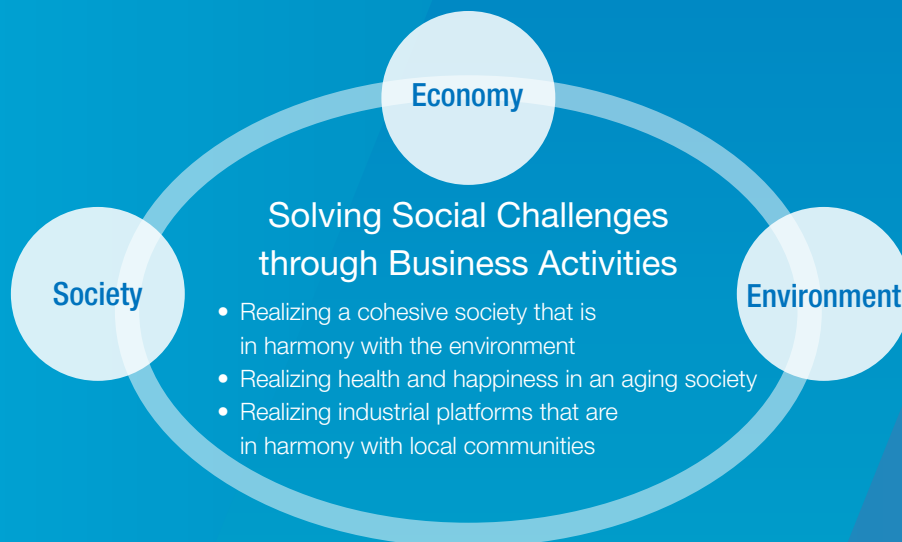 Economy
Solving Social Challenges
through Business Activities
Society
Environment
• Realizing a cohesive society that is
in harmony with the environment
• Realizing health and happiness in an aging society
• Realizing industrial platforms that are
in harmony with local communities